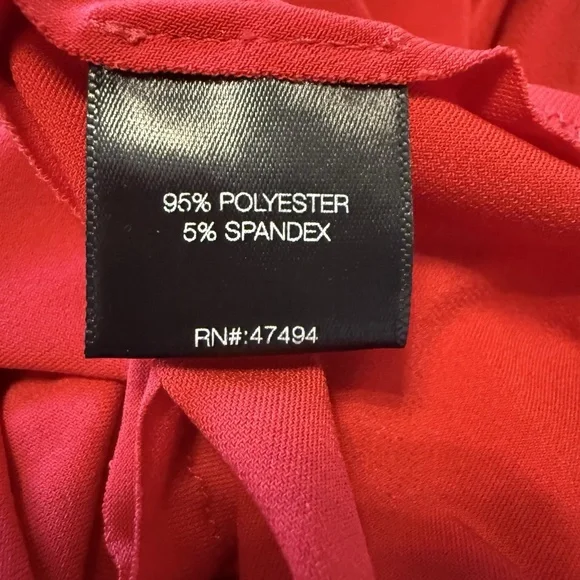 95% POLYESTER
5% SPANDEX
RN#:47494